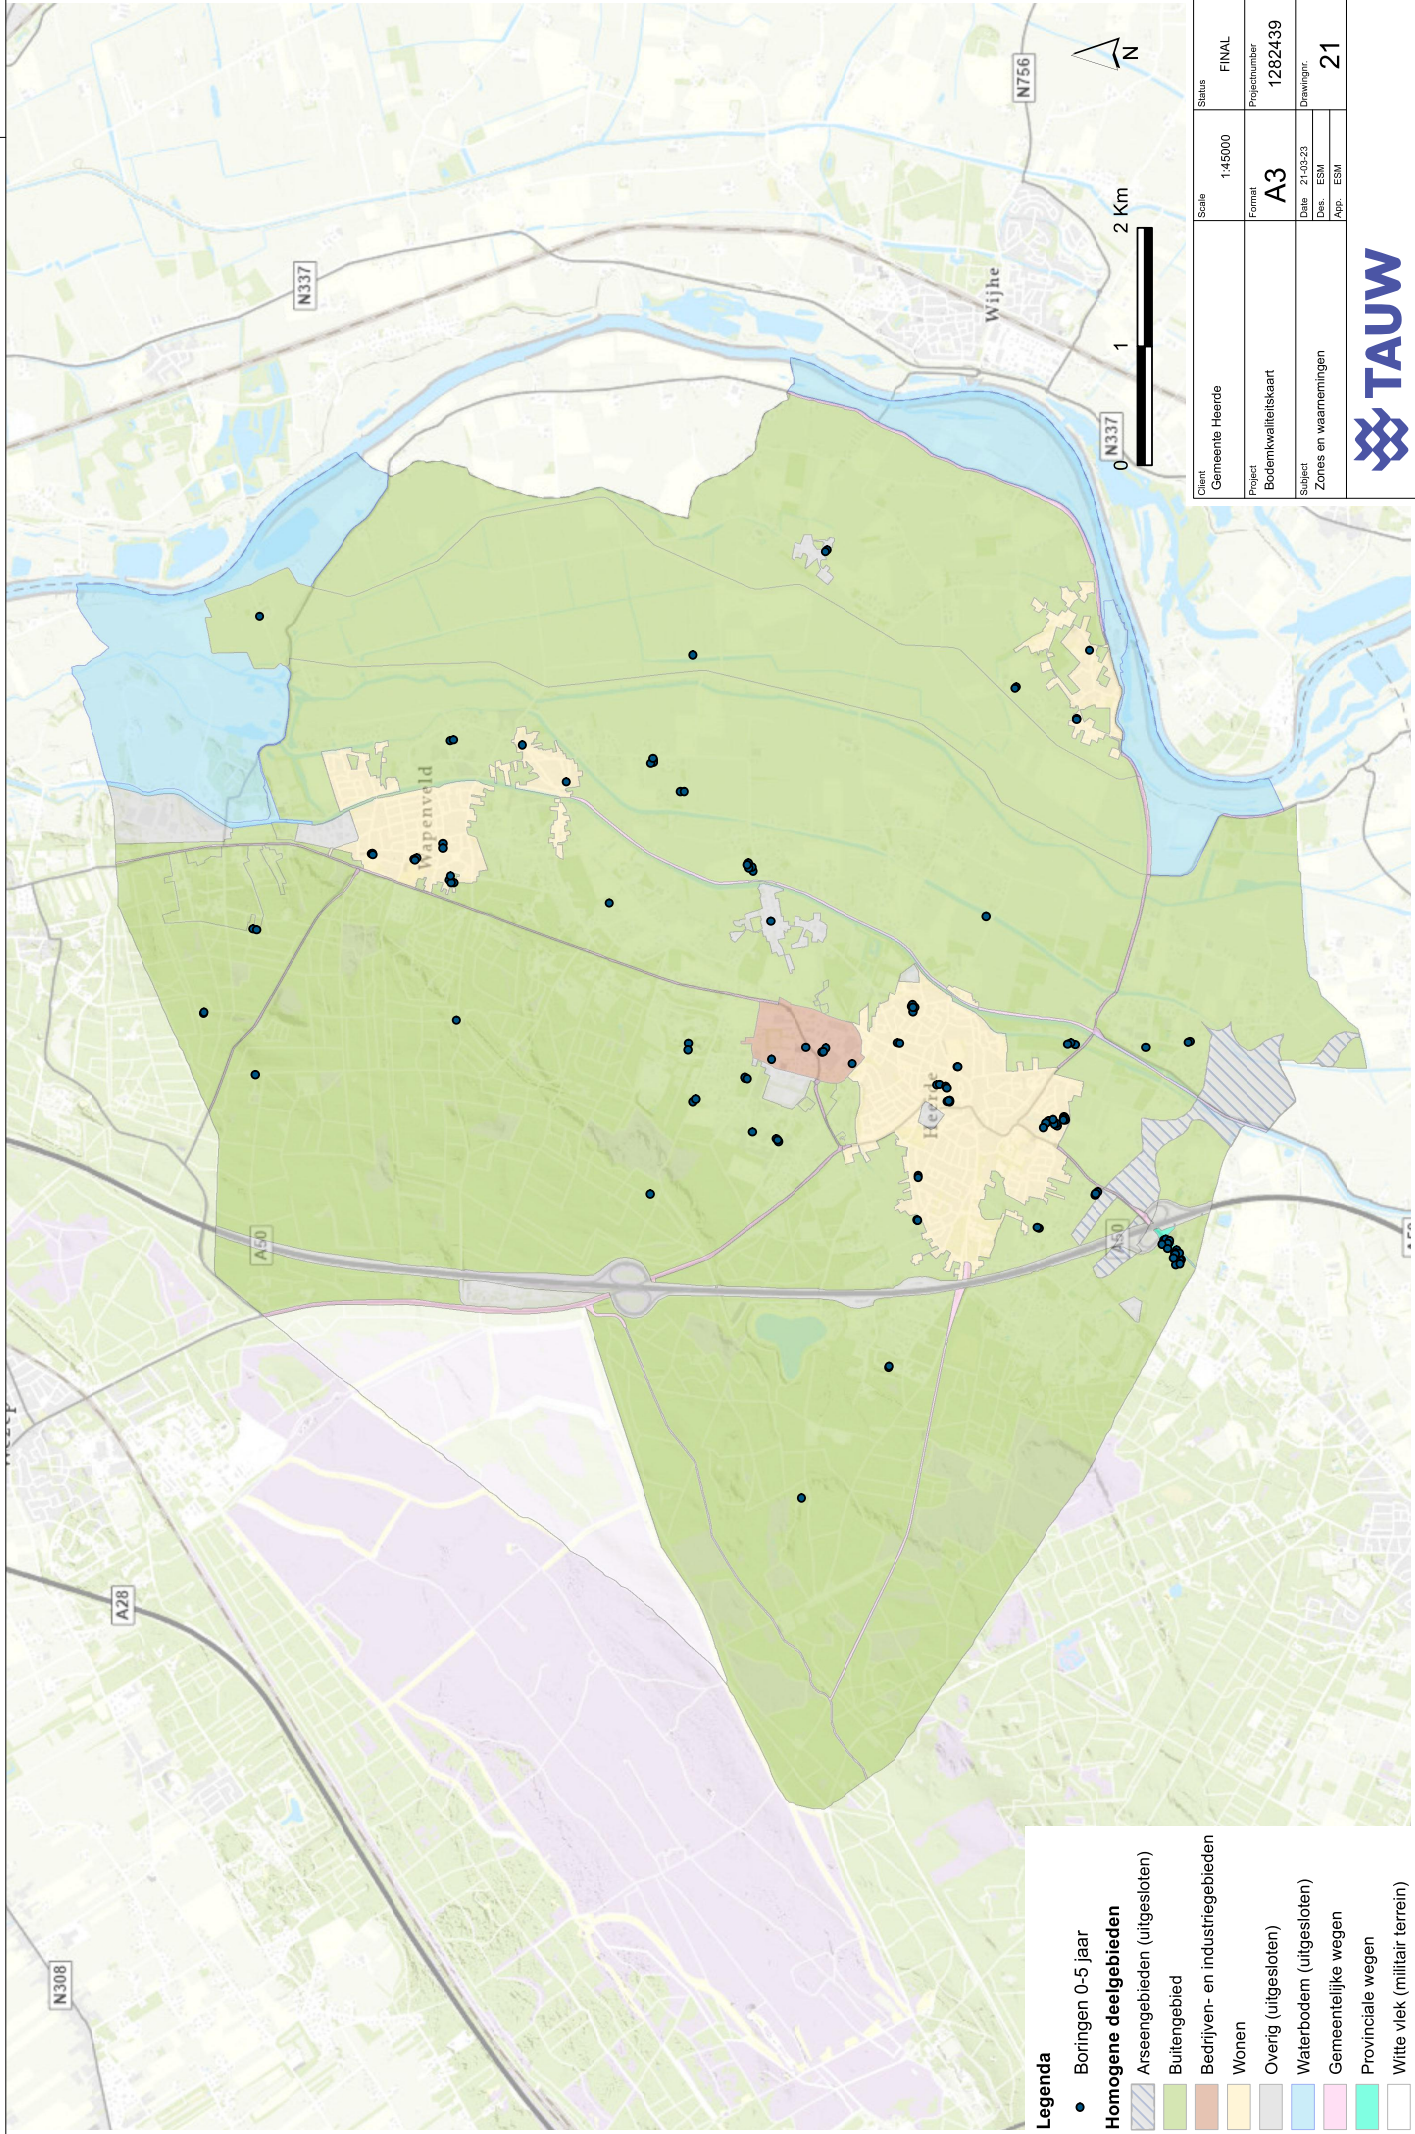 N308
A28
A50
A50
N337
N756
N337
Wapenveld
Heerde
Wijhe
0 1 2 Km
N
Legenda
Boringen 0-5 jaar
Homogene deelgebieden
Arseengebieden (uitgesloten)
Buitengebied
Bedrijven- en industriegebieden
Wonen
Overig (uitgesloten)
Waterbodem (uitgesloten)
Gemeentelijke wegen
Provinciale wegen
Witte vlek (militair terrein)
Client
Gemeente Heerde
Scale
1:45000
Status
FINAL
Project
Bodemkwaliteitskaart
Format
A3
Projectnumber
1282439
Subject
Zones en waarnemingen
Date 21-03-23
Des. ESM
App. ESM
Drawingnr.
21
TAUW